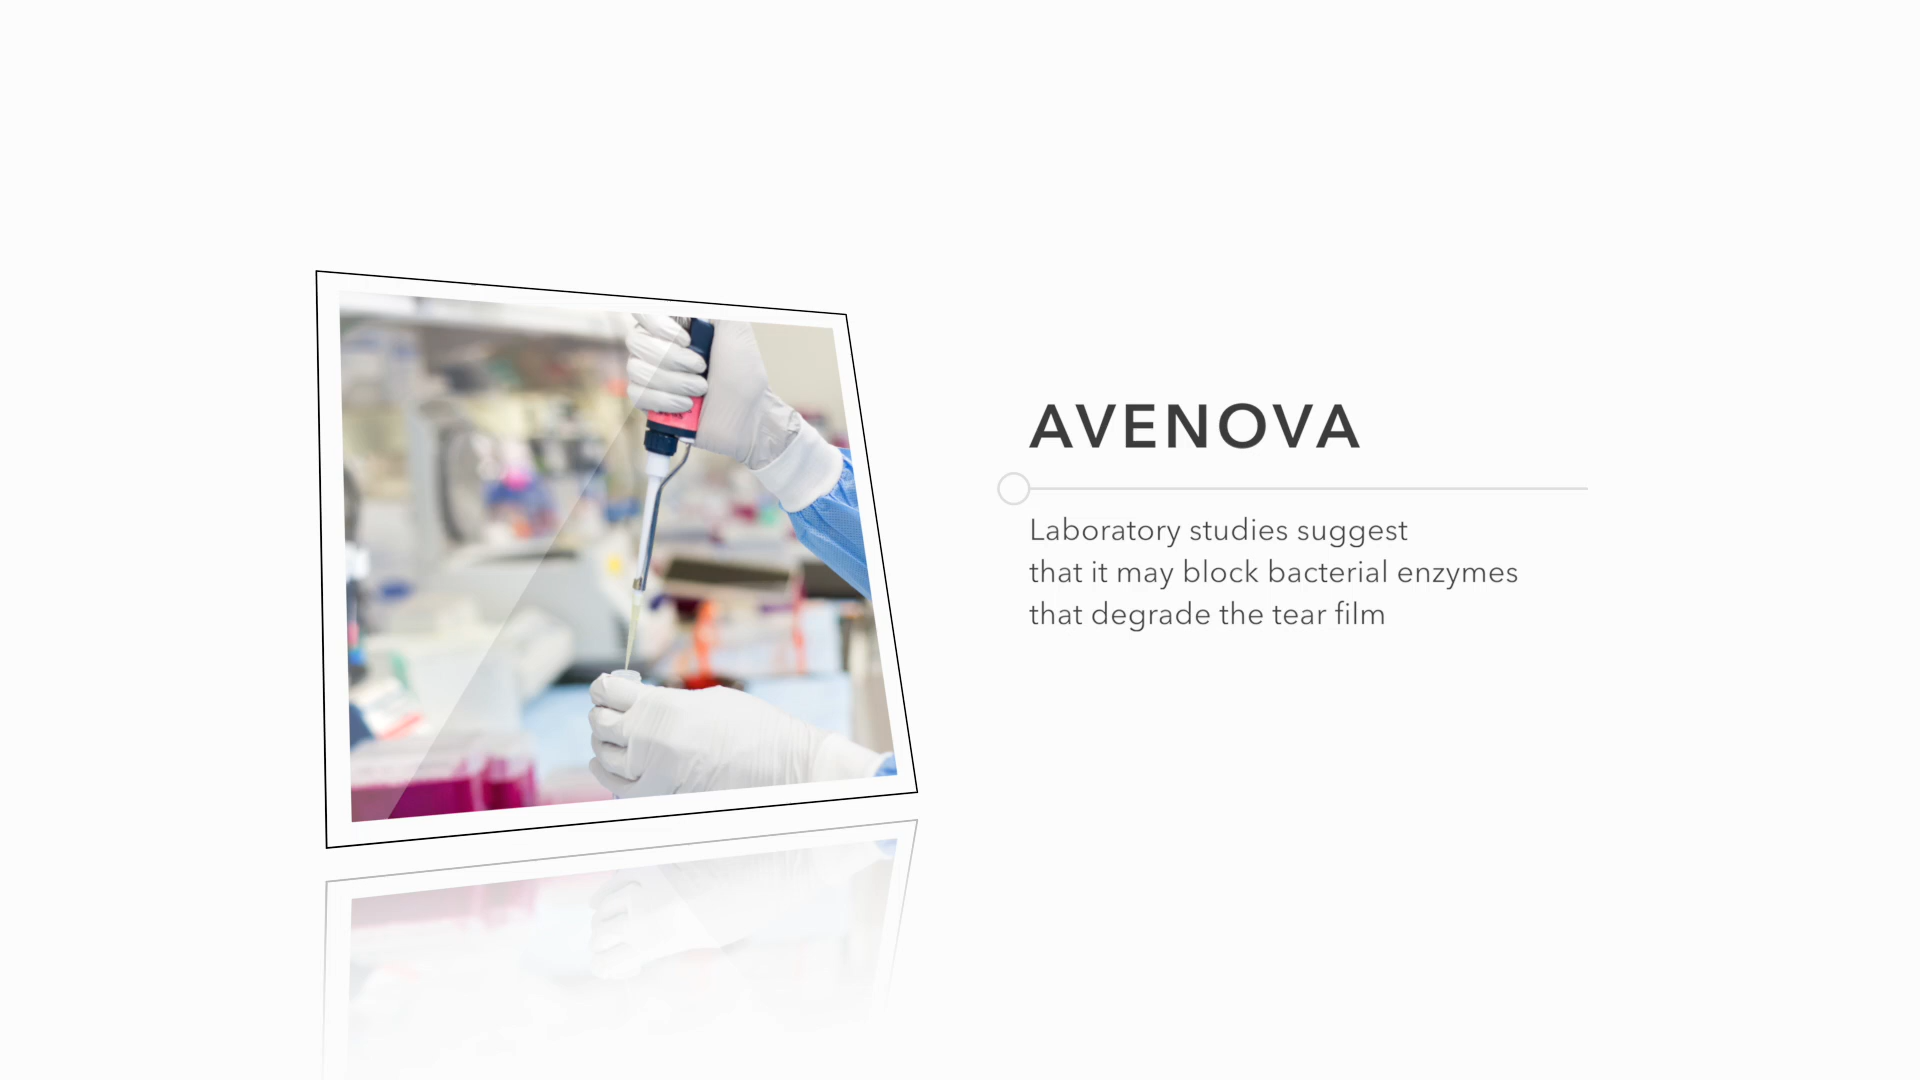 AVENOVA
Laboratory studies suggest
that it may block bacterial enzymes
that degrade the tear film